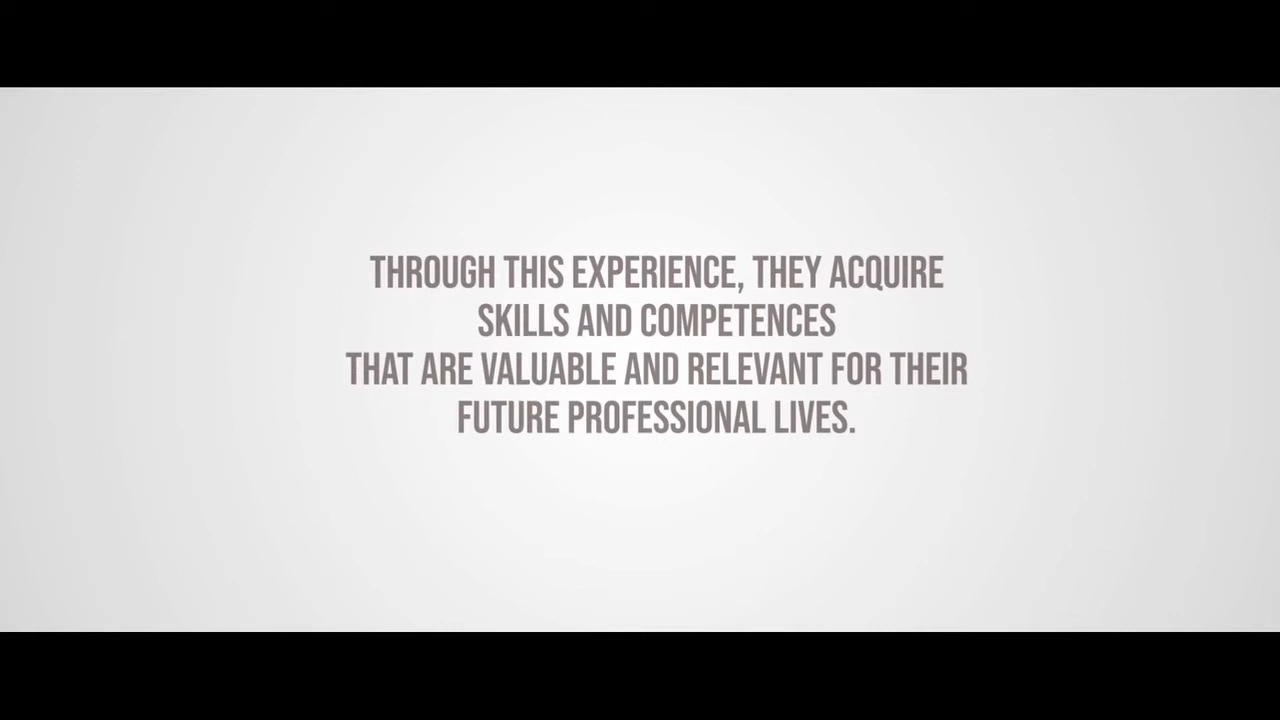 THROUGH THIS EXPERIENCE, THEY ACQUIRE
SKILLS AND COMPETENCES
THAT ARE VALUABLE AND RELEVANT FOR THEIR
FUTURE PROFESSIONAL LIVES.